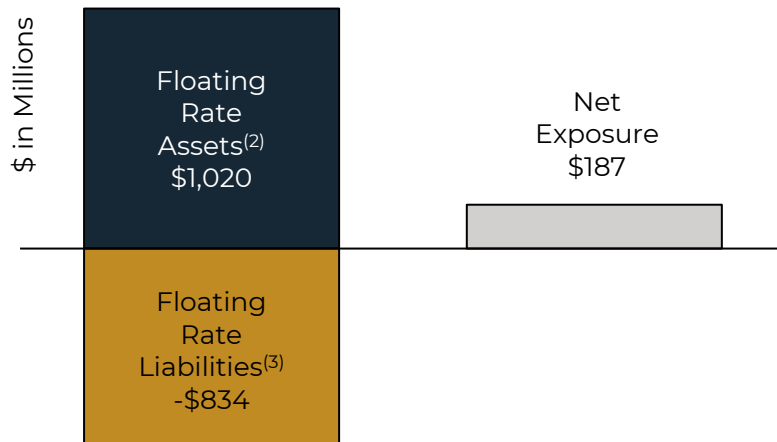 $ in Millions
Floating
Rate
Assets(2)
$1,020
Net
Exposure
$187
Floating
Rate
Liabilities(3)
-$834